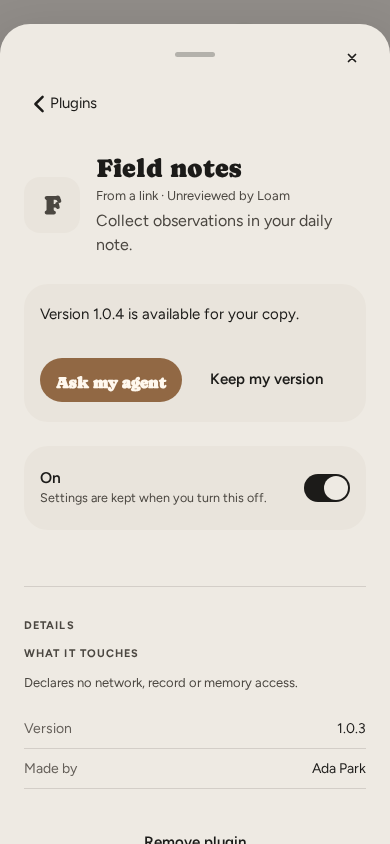 ×
Plugins
Field notes
F
From a link · Unreviewed by Loam
Collect observations in your daily
note.
Version 1.0.4 is available for your copy.
Ask my agent
Keep my version
On
Settings are kept when you turn this off.
DETAILS
WHAT IT TOUCHES
Declares no network, record or memory access.
Version 1.0.3
Made by Ada Park
Remove plugin